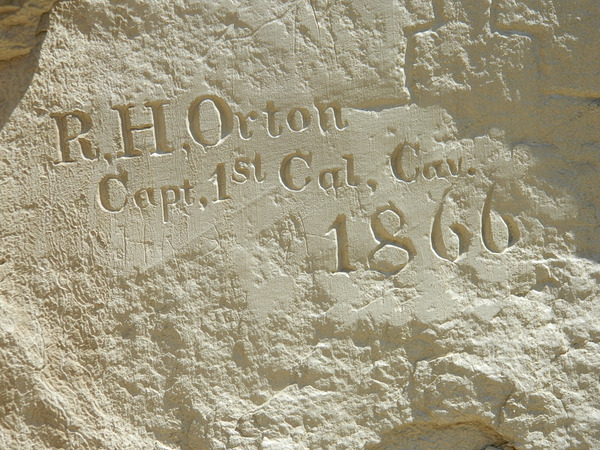 R.H.Orton
Capt., 1st Cal, Cav.
1866